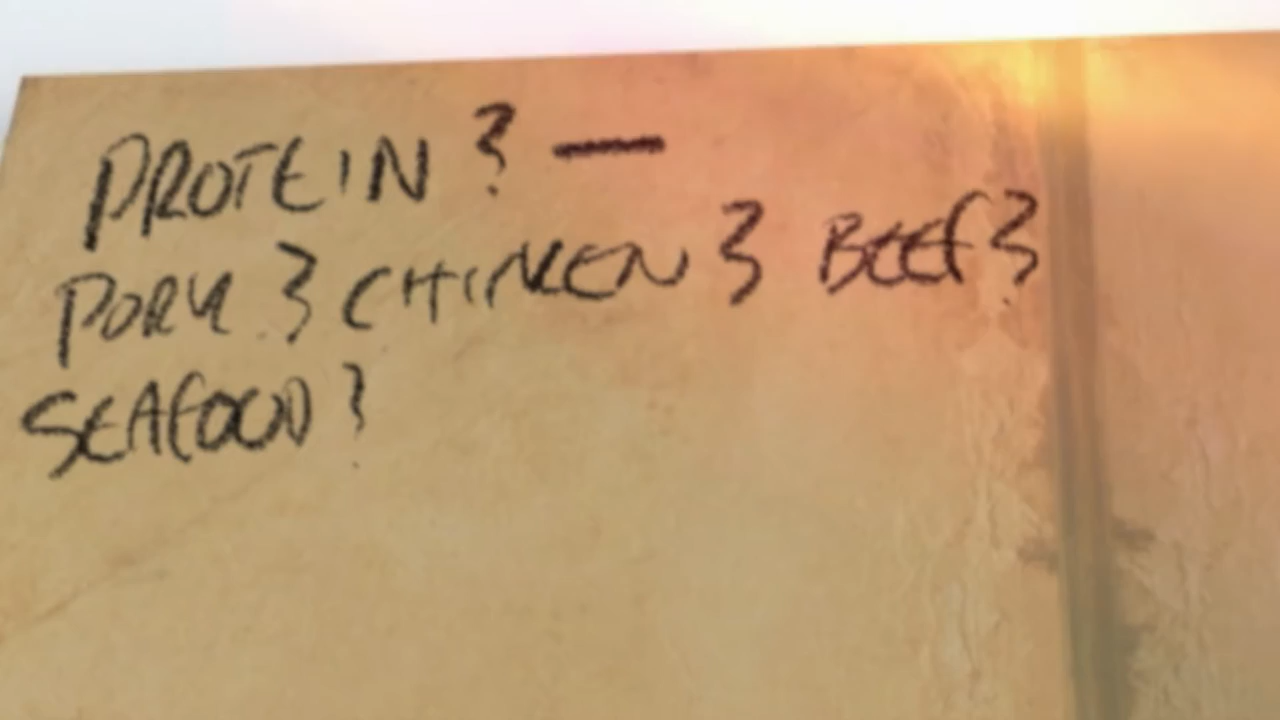 PROTEIN? —
PORK? CHICKEN? BEEF?
SEAFOOD?